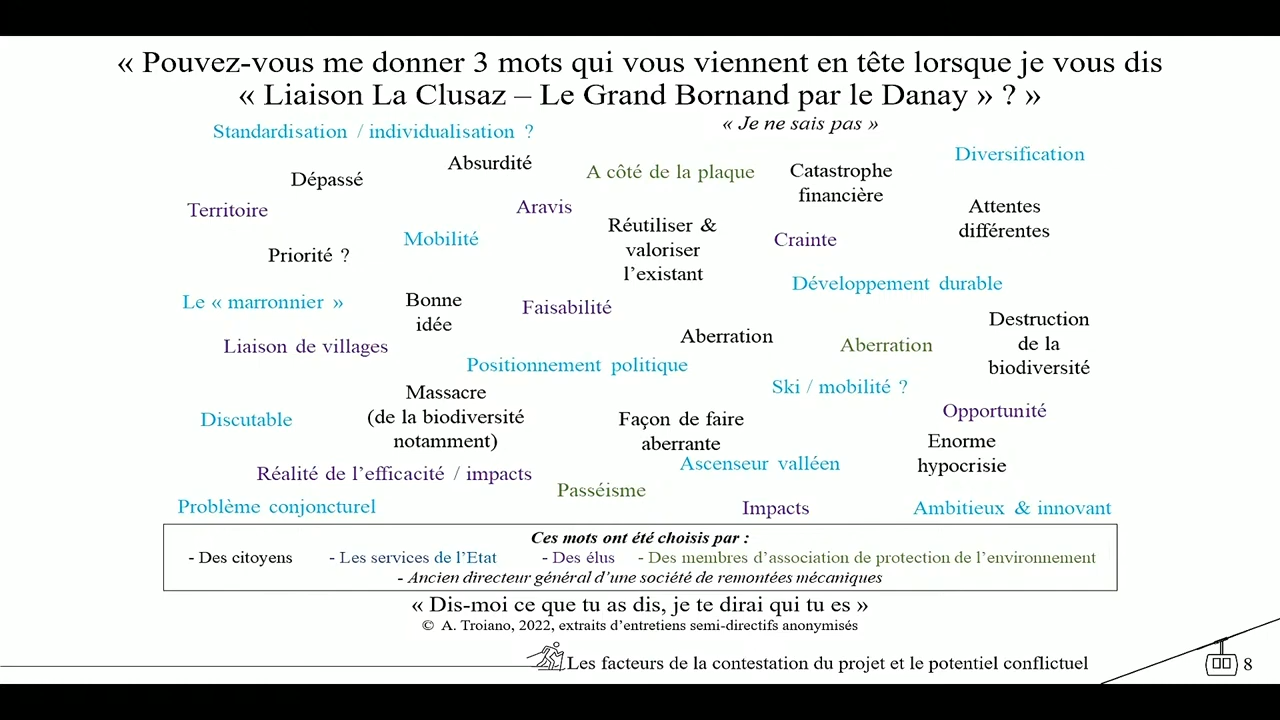 « Pouvez-vous me donner 3 mots qui vous viennent en tête lorsque je vous dis
« Liaison La Clusaz – Le Grand Bornand par le Danay » ? »
« Je ne sais pas »
Standardisation / individualisation ?
Diversification
Absurdité
A côté de la plaque
Catastrophe
financière
Dépassé
Territoire
Aravis
Attentes
différentes
Réutiliser &
valoriser
l’existant
Mobilité
Crainte
Priorité ?
Développement durable
Le « marronnier »
Bonne
idée
Faisabilité
Destruction
de la
biodiversité
Aberration
Aberration
Liaison de villages
Positionnement politique
Ski / mobilité ?
Massacre
(de la biodiversité
notamment)
Discutable
Façon de faire
aberrante
Opportunité
Enorme
hypocrisie
Ascenseur valléen
Réalité de l’efficacité / impacts
Passéisme
Problème conjoncturel
Impacts
Ambitieux & innovant
Ces mots ont été choisis par :
- Des citoyens - Les services de l’Etat - Des élus - Des membres d’association de protection de l’environnement
- Ancien directeur général d’une société de remontées mécaniques
« Dis-moi ce que tu as dis, je te dirai qui tu es »
© A. Troiano, 2022, extraits d’entretiens semi-directifs anonymisés
Les facteurs de la contestation du projet et le potentiel conflictuel
8